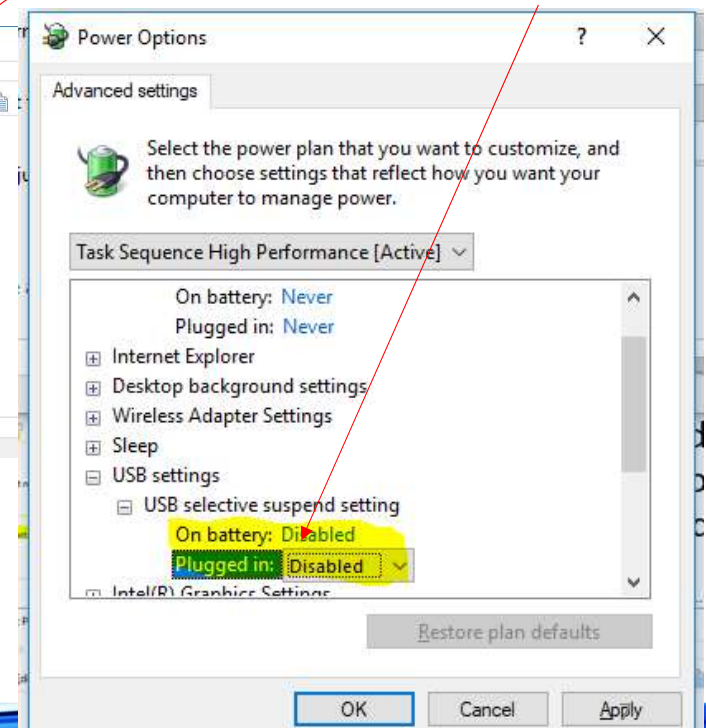 Power Options
Advanced settings
Select the power plan that you want to customize, and
then choose settings that reflect how you want your
computer to manage power.
Task Sequence High Performance [Active]
On battery: Never
Plugged in: Never
Internet Explorer
Desktop background settings
Wireless Adapter Settings
Sleep
USB settings
USB selective suspend setting
On battery: Disabled
Plugged in: Disabled
Intel(R) Graphics Settings
Restore plan defaults
OK Cancel Apply